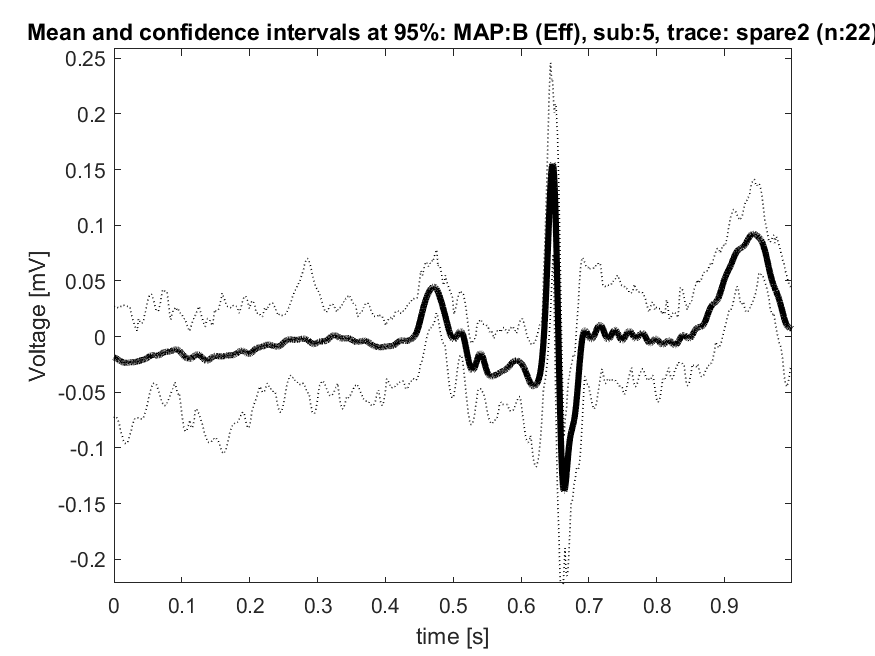 Mean and confidence intervals at 95%: MAP:B (Eff), sub:5, trace: spare2 (n:22)
0.25
0.2
0.15
0.1
0.05
0
-0.05
-0.1
-0.15
-0.2
Voltage [mV]
0 0.1 0.2 0.3 0.4 0.5 0.6 0.7 0.8 0.9
time [s]